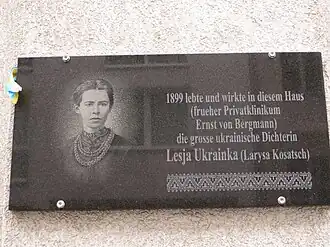 1899 lebte und wirkte in diesem Haus
(frueher Privatklinikum
Ernst von Bergmann)
die grosse ukrainische Dichterin
Lesja Ukrainka (Larysa Kosatsch)